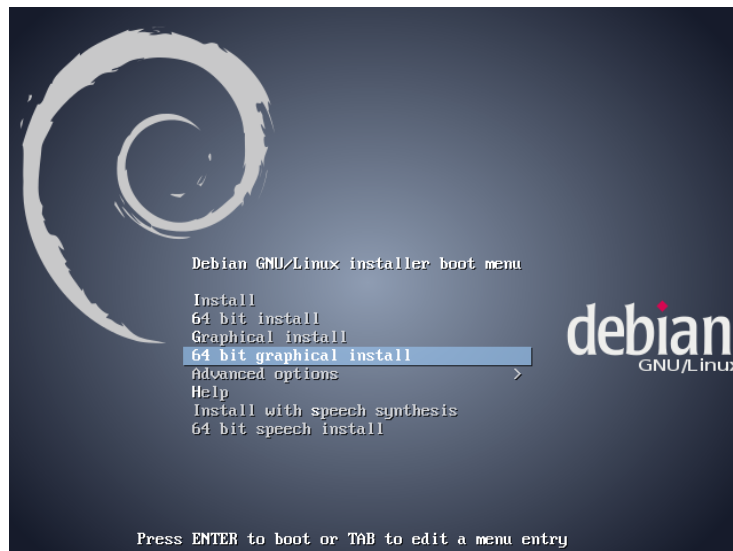 Debian GNU/Linux installer boot menu
Install
64 bit install
Graphical install
64 bit graphical install
Advanced options >
Help
Install with speech synthesis
64 bit speech install
debian
GNU/Linux
Press ENTER to boot or TAB to edit a menu entry